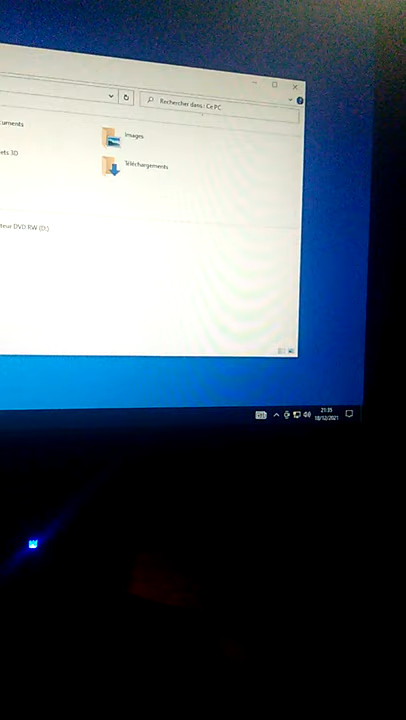 Rechercher dans : Ce PC
cuments
Images
ets 3D
Téléchargements
teur DVD RW (D:)
21:35
18/12/2021